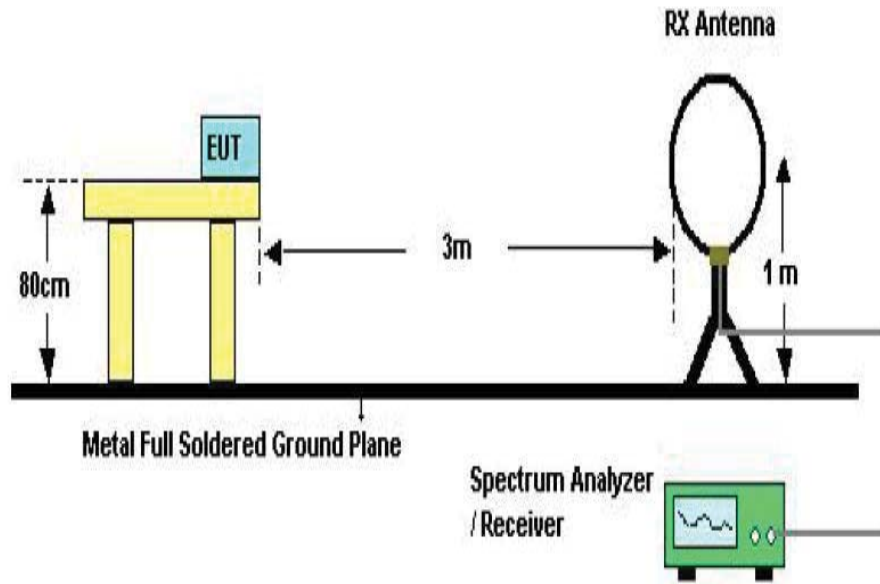 RX Antenna
EUT
3m
80cm
1 m
Metal Full Soldered Ground Plane
Spectrum Analyzer
/ Receiver